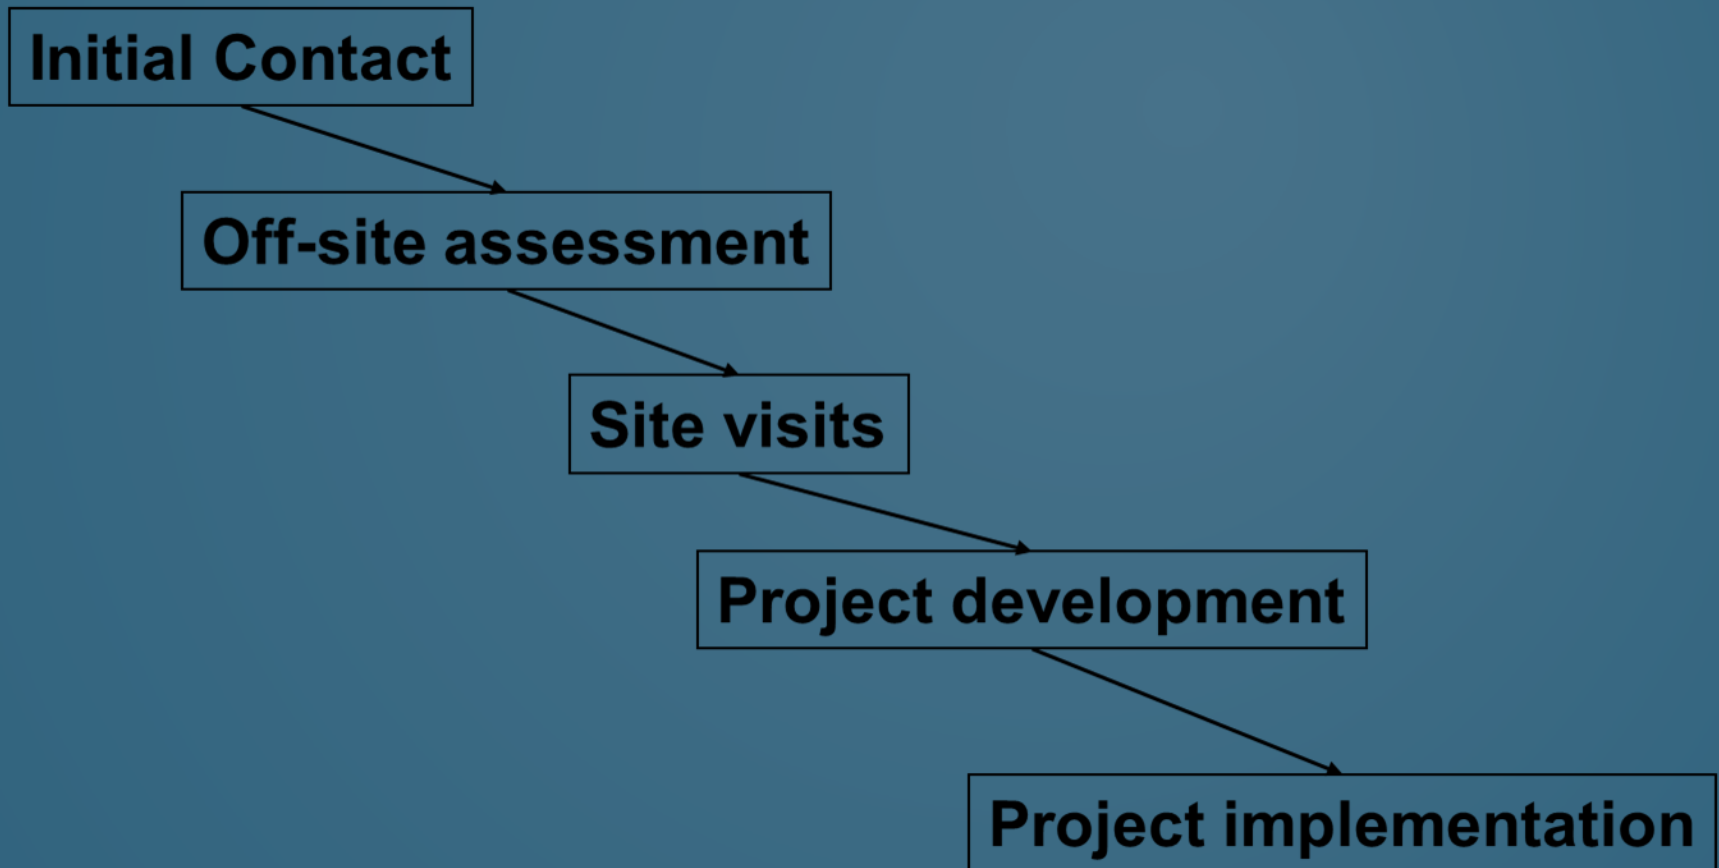 Initial Contact
Off-site assessment
Site visits
Project development
Project implementation